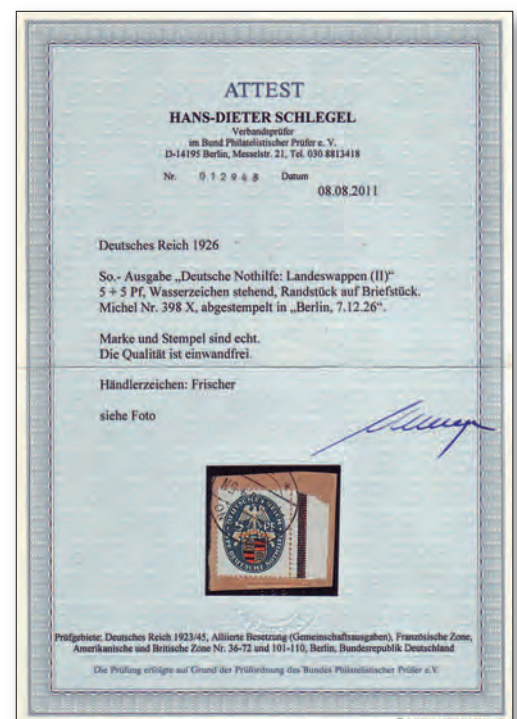 ATTEST
HANS-DIETER SCHLEGEL
Verbandsprüfer
im Bund Philatelistischer Prüfer e. V.
D-14195 Berlin, Messelstr. 21, Tel. 030 8813418
Nr. 012948 Datum
08.08.2011
Deutsches Reich 1926
So.- Ausgabe „Deutsche Nothilfe: Landeswappen (II)“
5 + 5 Pf, Wasserzeichen stehend, Randstück auf Briefstück.
Michel Nr. 398 X, abgestempelt in „Berlin, 7.12.26“.
Marke und Stempel sind echt.
Die Qualität ist einwandfrei.
Händlerzeichen: Frischer
siehe Foto
DEUTSCHES REICH
DEUTSCHE NOTHILFE
Prüfgebiete: Deutsches Reich 1923/45, Alliierte Besetzung (Gemeinschaftsausgaben), Französische Zone,
Amerikanische und Britische Zone Nr. 36-72 und 101-110, Berlin, Bundesrepublik Deutschland
Die Prüfung erfolgte auf Grund der Prüfordnung des Bundes Philatelistischer Prüfer e.V.